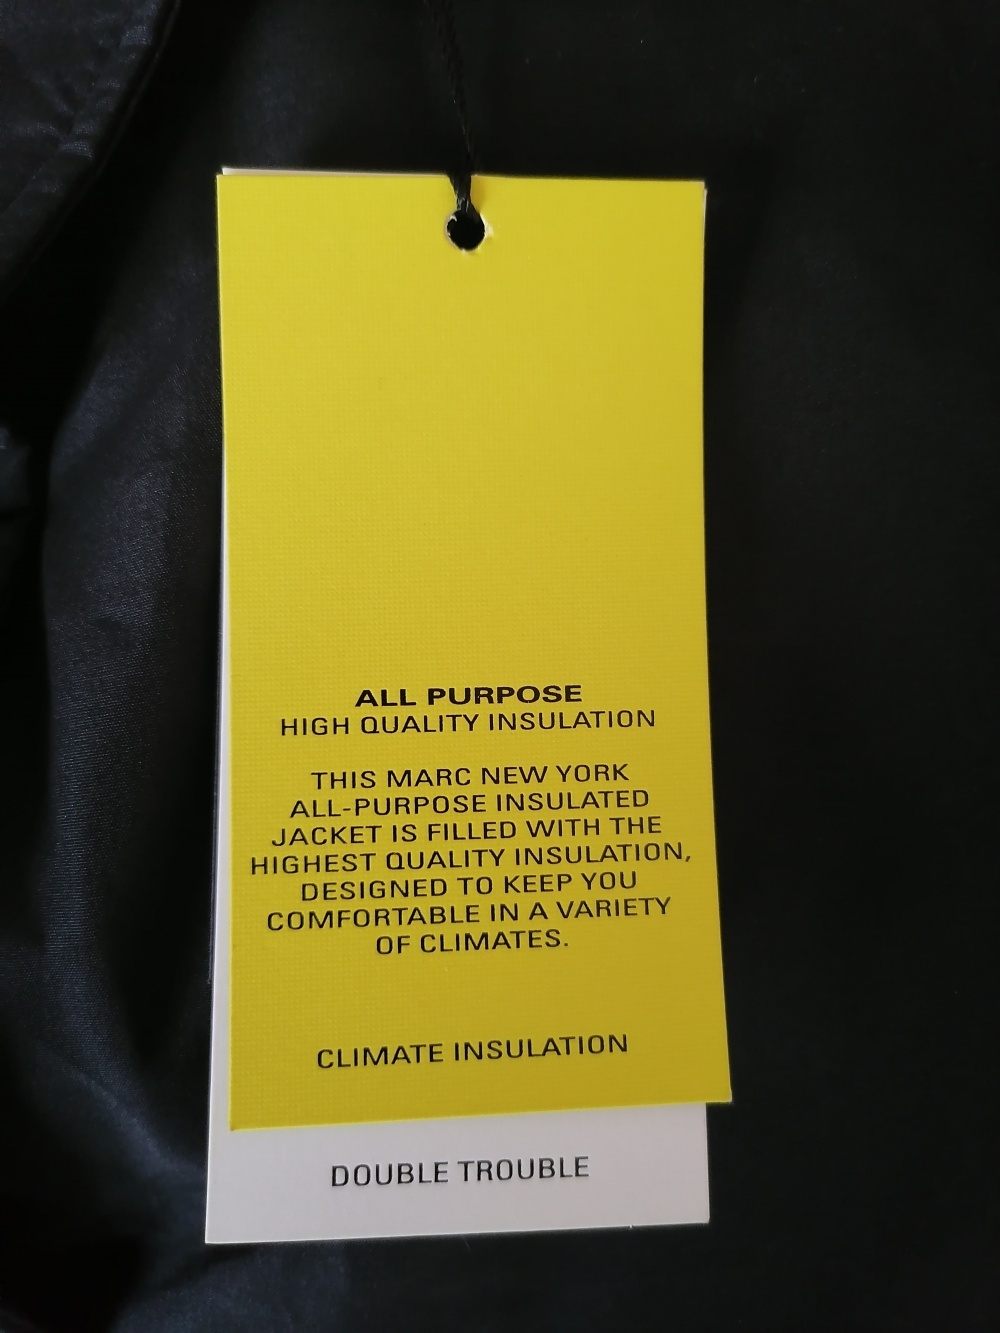 ALL PURPOSE
HIGH QUALITY INSULATION
THIS MARC NEW YORK
ALL-PURPOSE INSULATED
JACKET IS FILLED WITH THE
HIGHEST QUALITY INSULATION,
DESIGNED TO KEEP YOU
COMFORTABLE IN A VARIETY
OF CLIMATES.
CLIMATE INSULATION
DOUBLE TROUBLE